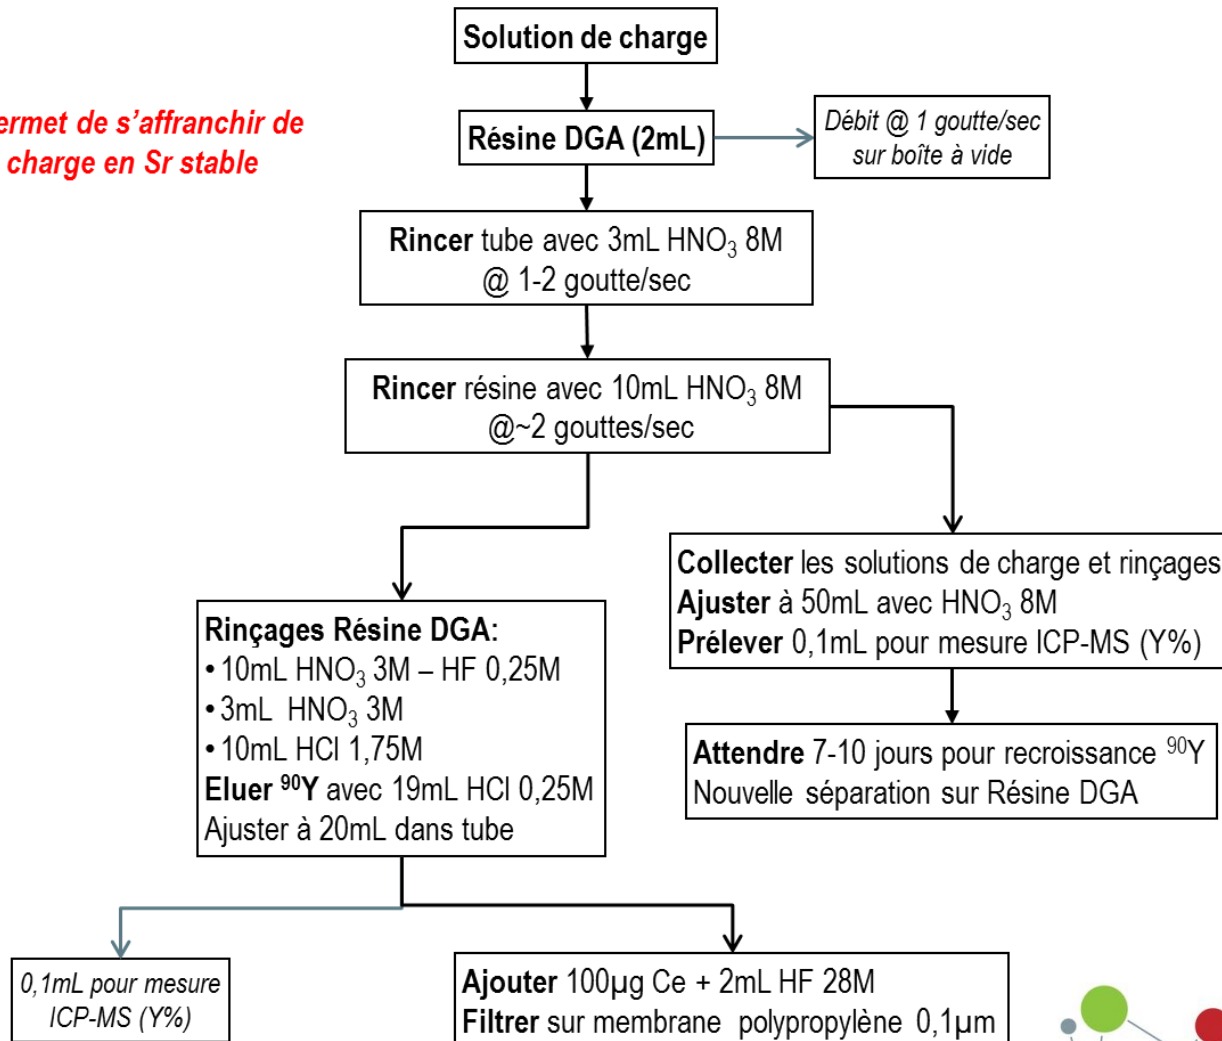 Solution de charge
ermet de s'affranchir de
charge en Sr stable
Résine DGA (2mL)
Débit @ 1 goutte/sec
sur boîte à vide
Rincer tube avec 3mL HNO₃ 8M
@ 1-2 goutte/sec
Rincer résine avec 10mL HNO₃ 8M
@~2 gouttes/sec
Collecter les solutions de charge et rinçages
Ajuster à 50mL avec HNO₃ 8M
Prélever 0,1mL pour mesure ICP-MS (Y%)
Attendre 7-10 jours pour recroissance ⁹⁰Y
Nouvelle séparation sur Résine DGA
Rinçages Résine DGA:
• 10mL HNO₃ 3M – HF 0,25M
• 3mL HNO₃ 3M
• 10mL HCl 1,75M
Eluer ⁹⁰Y avec 19mL HCl 0,25M
Ajuster à 20mL dans tube
0,1mL pour mesure
ICP-MS (Y%)
Ajouter 100µg Ce + 2mL HF 28M
Filtrer sur membrane polypropylène 0,1µm